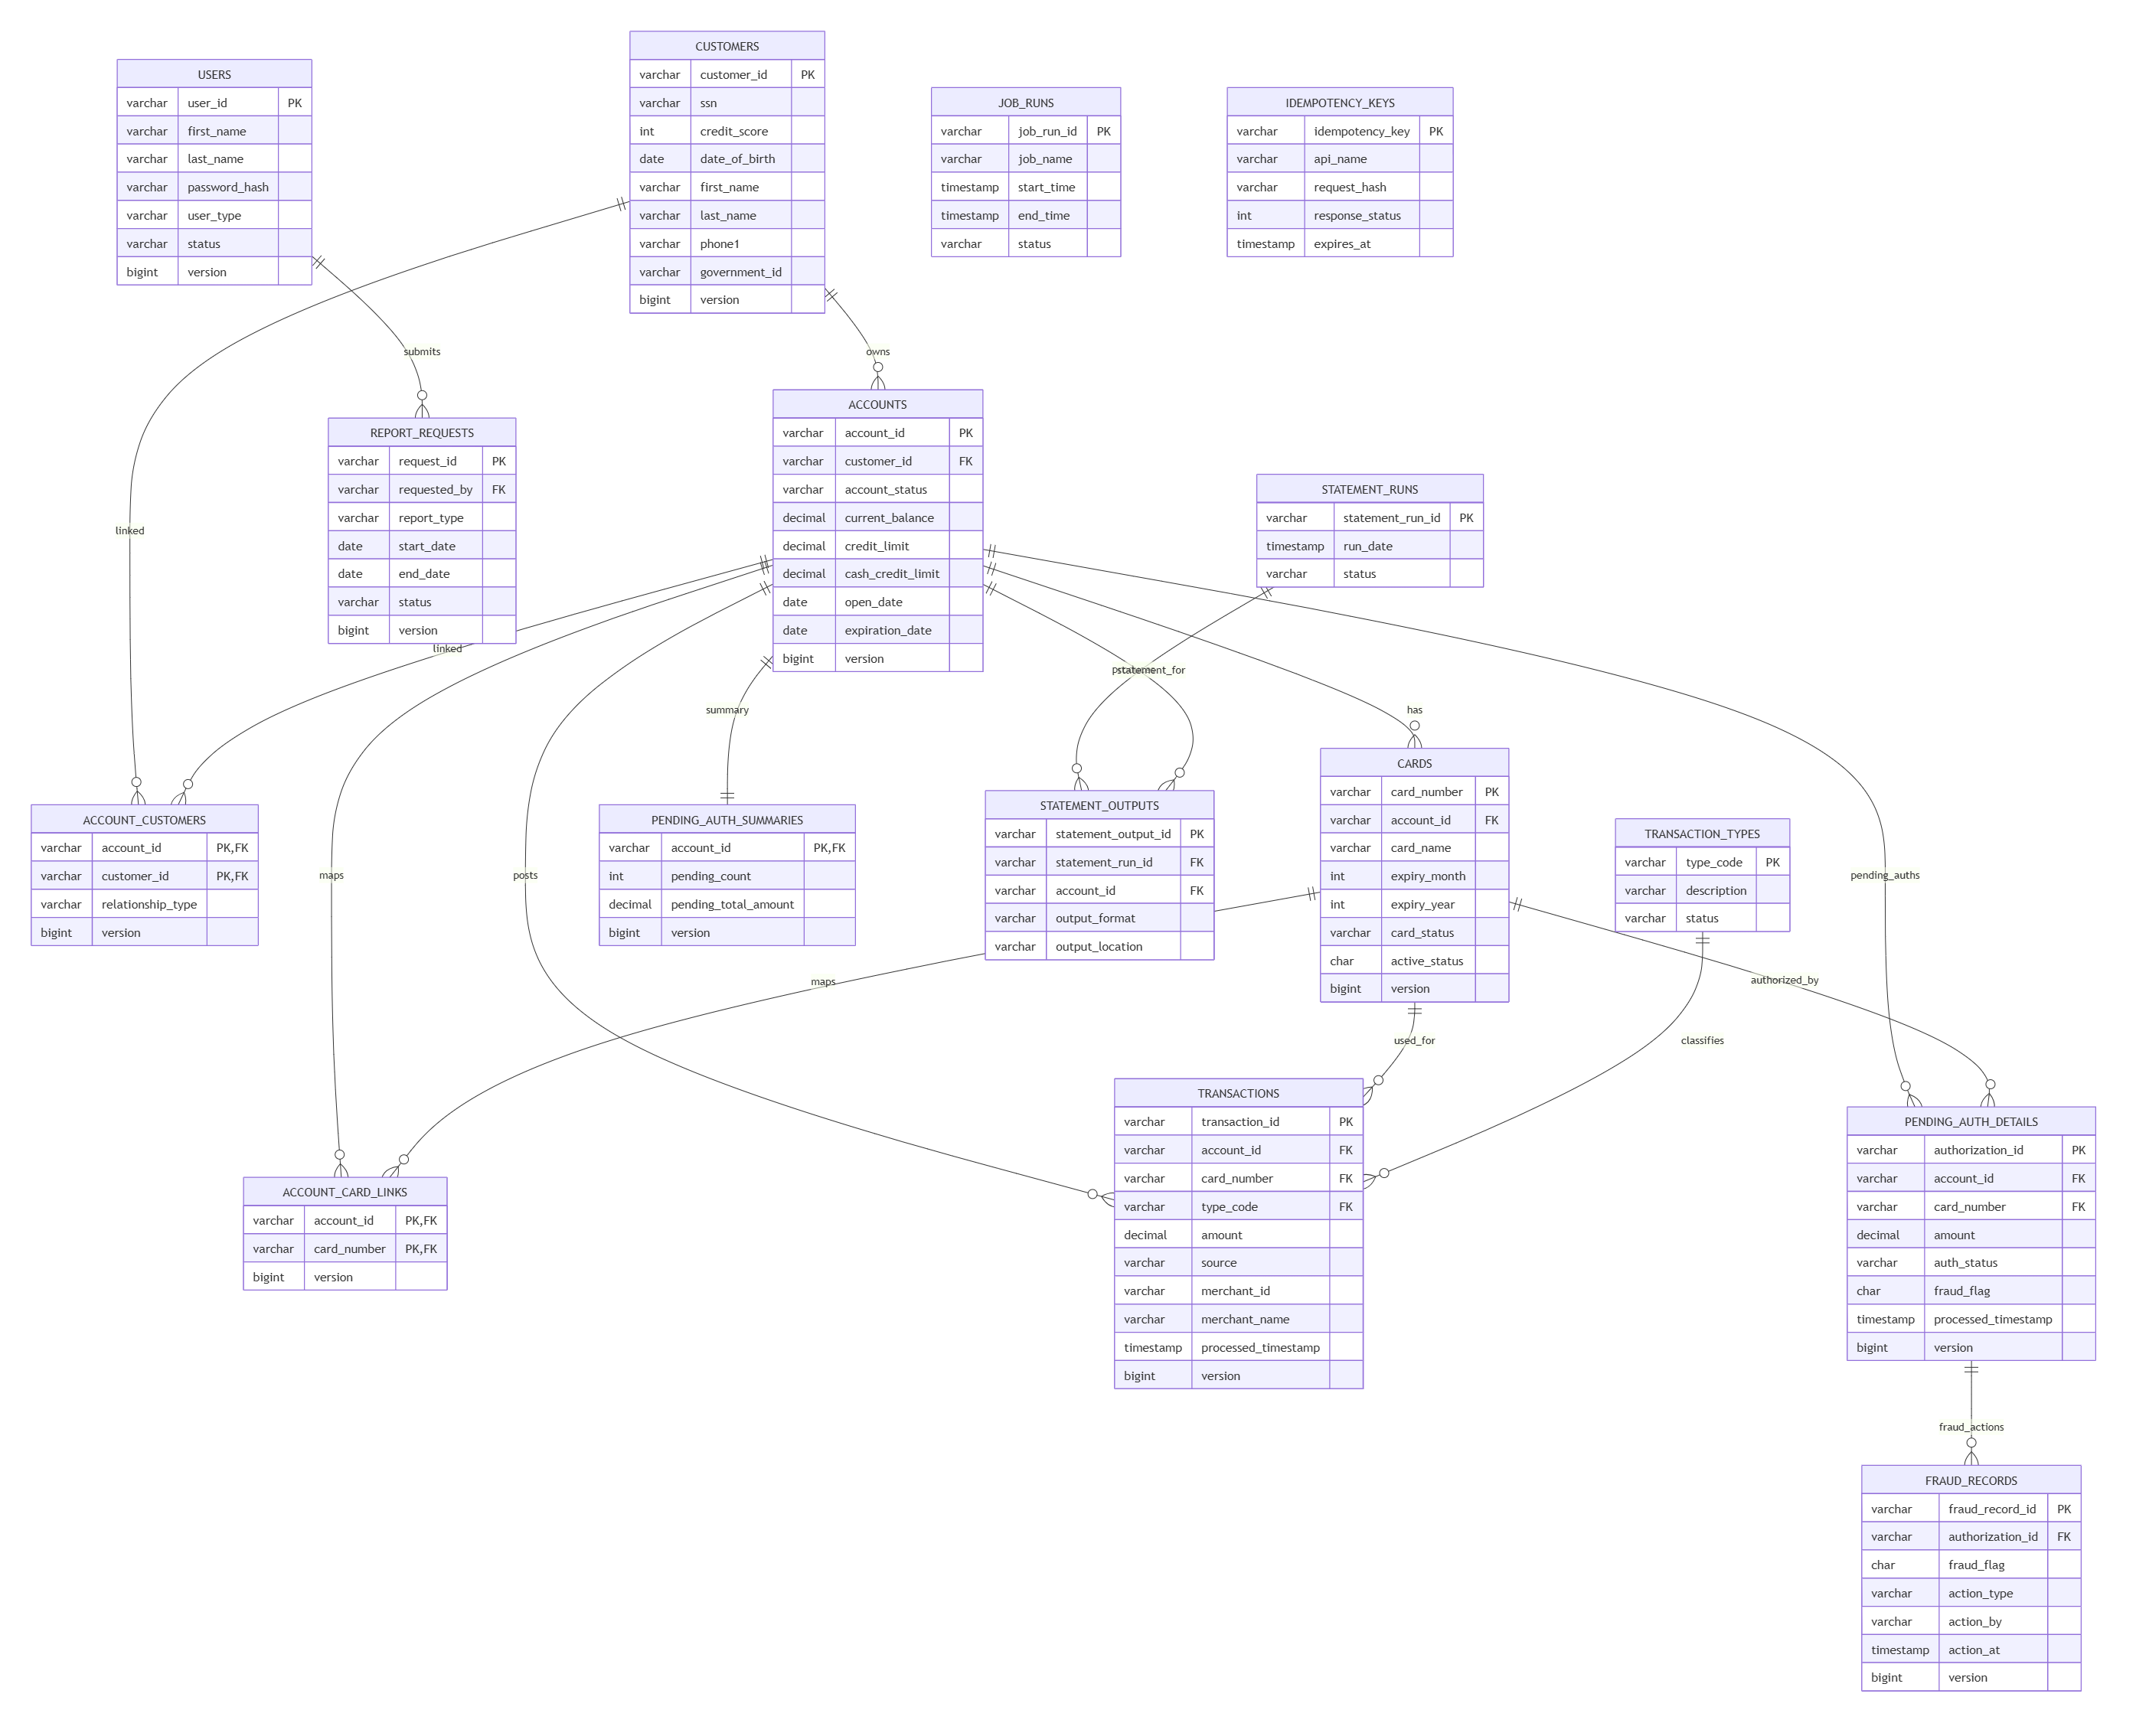 USERS
varchar user_id PK
varchar first_name
varchar last_name
varchar password_hash
varchar user_type
varchar status
bigint version
CUSTOMERS
varchar customer_id PK
varchar ssn
int credit_score
date date_of_birth
varchar first_name
varchar last_name
varchar phone1
varchar government_id
bigint version
JOB_RUNS
varchar job_run_id PK
varchar job_name
timestamp start_time
timestamp end_time
varchar status
IDEMPOTENCY_KEYS
varchar idempotency_key PK
varchar api_name
varchar request_hash
int response_status
timestamp expires_at
submits
owns
REPORT_REQUESTS
varchar request_id PK
varchar requested_by FK
varchar report_type
date start_date
date end_date
varchar status
bigint version
ACCOUNTS
varchar account_id PK
varchar customer_id FK
varchar account_status
decimal current_balance
decimal credit_limit
decimal cash_credit_limit
date open_date
date expiration_date
bigint version
STATEMENT_RUNS
varchar statement_run_id PK
timestamp run_date
varchar status
linked
linked
statement_for
summary
has
ACCOUNT_CUSTOMERS
varchar account_id PK,FK
varchar customer_id PK,FK
varchar relationship_type
bigint version
PENDING_AUTH_SUMMARIES
varchar account_id PK,FK
int pending_count
decimal pending_total_amount
bigint version
STATEMENT_OUTPUTS
varchar statement_output_id PK
varchar statement_run_id FK
varchar account_id FK
varchar output_format
varchar output_location
CARDS
varchar card_number PK
varchar account_id FK
varchar card_name
int expiry_month
int expiry_year
varchar card_status
char active_status
bigint version
TRANSACTION_TYPES
varchar type_code PK
varchar description
varchar status
maps
posts
pending_auths
maps
authorized_by
used_for
classifies
ACCOUNT_CARD_LINKS
varchar account_id PK,FK
varchar card_number PK,FK
bigint version
TRANSACTIONS
varchar transaction_id PK
varchar account_id FK
varchar card_number FK
varchar type_code FK
decimal amount
varchar source
varchar merchant_id
varchar merchant_name
timestamp processed_timestamp
bigint version
PENDING_AUTH_DETAILS
varchar authorization_id PK
varchar account_id FK
varchar card_number FK
decimal amount
varchar auth_status
char fraud_flag
timestamp processed_timestamp
bigint version
fraud_actions
FRAUD_RECORDS
varchar fraud_record_id PK
varchar authorization_id FK
char fraud_flag
varchar action_type
varchar action_by
timestamp action_at
bigint version